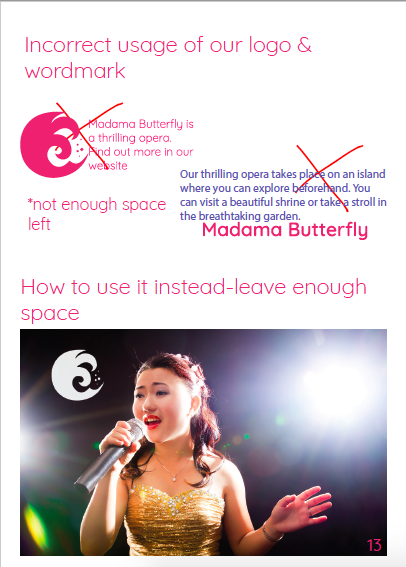 Incorrect usage of our logo &
wordmark
Madama Butterfly is
a thrilling opera.
Find out more in our
website
*not enough space
left
Our thrilling opera takes place on an island
where you can explore beforehand. You
can visit a beautiful shrine or take a stroll in
the breathtaking garden.
Madama Butterfly
How to use it instead-leave enough
space
13